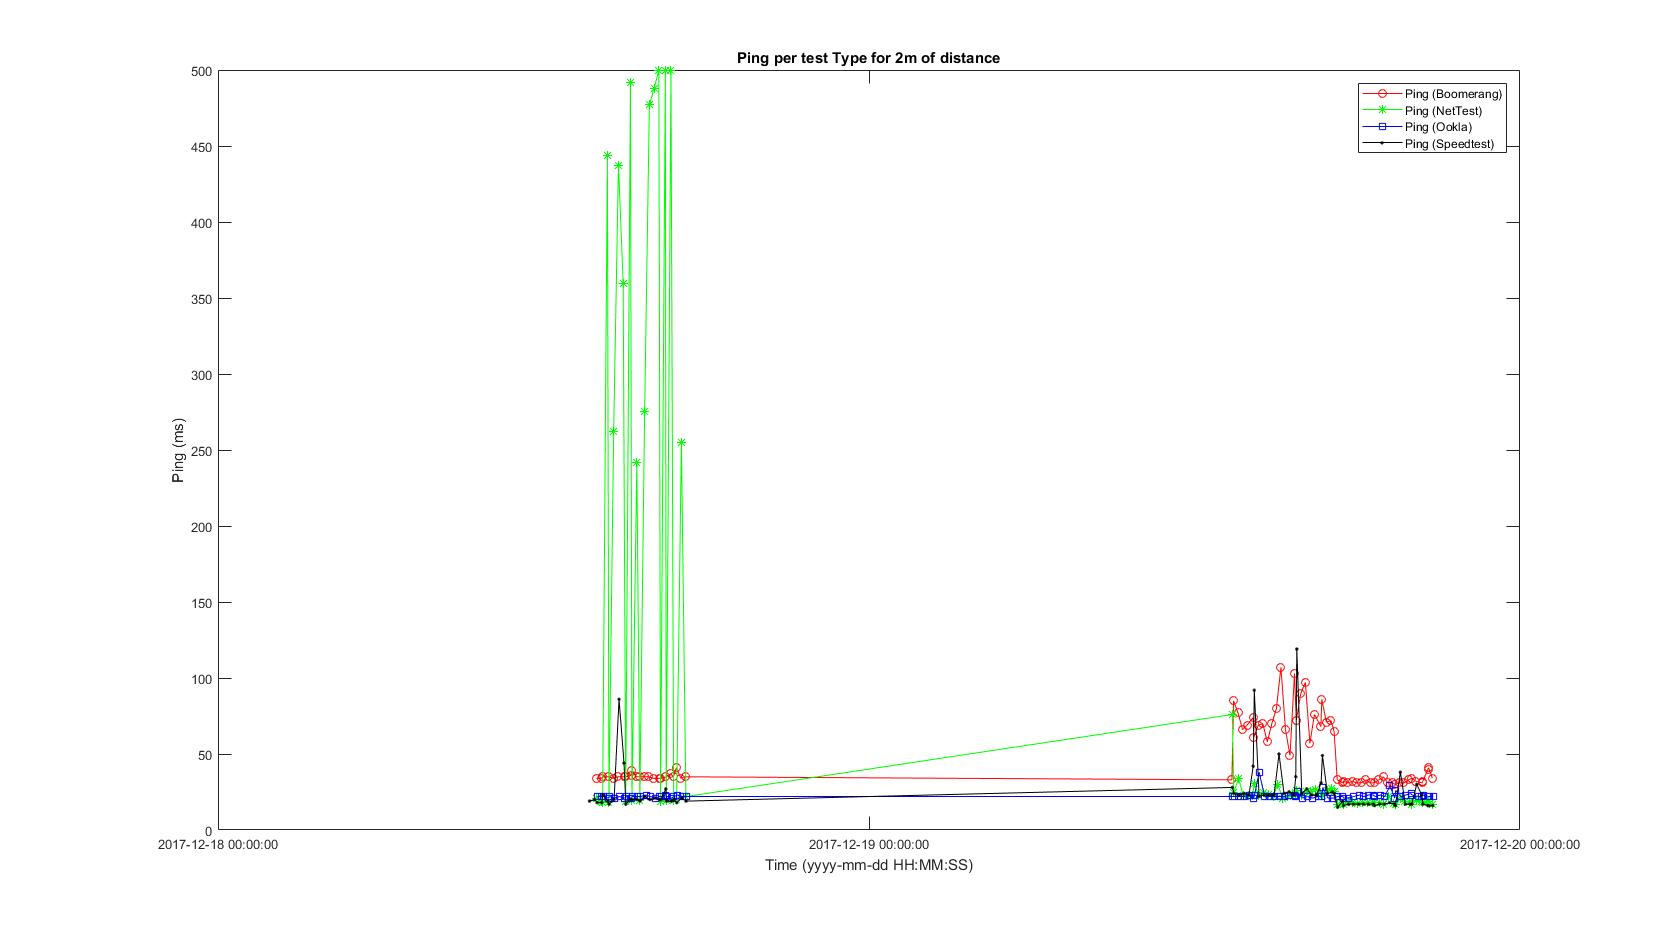 Ping per test Type for 2m of distance
500
450
400
350
300
250
200
150
100
50
0
Ping (ms)
Ping (Boomerang)
Ping (NetTest)
Ping (Ookla)
Ping (Speedtest)
2017-12-18 00:00:00
2017-12-19 00:00:00
2017-12-20 00:00:00
Time (yyyy-mm-dd HH:MM:SS)